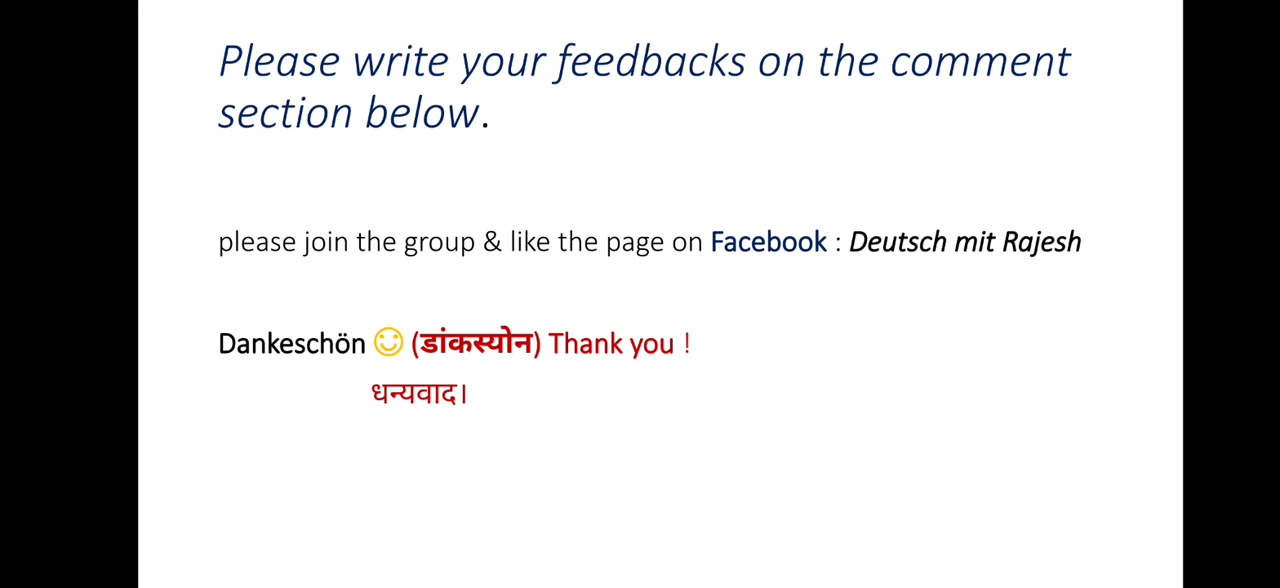 Please write your feedbacks on the comment
section below.
please join the group & like the page on Facebook : Deutsch mit Rajesh
Dankeschön ☺ (डांकस्योन) Thank you !
धन्यवाद।